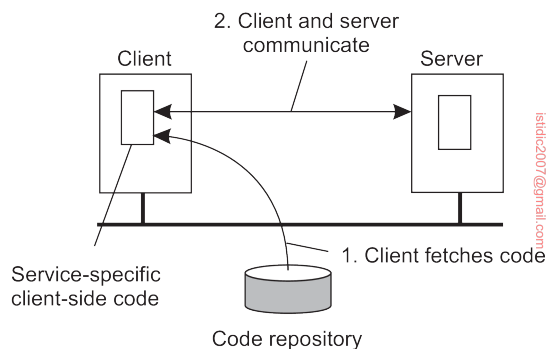 2. Client and server
communicate
Client
Server
1. Client fetches code
Service-specific
client-side code
Code repository
istidic2007@gmail.com